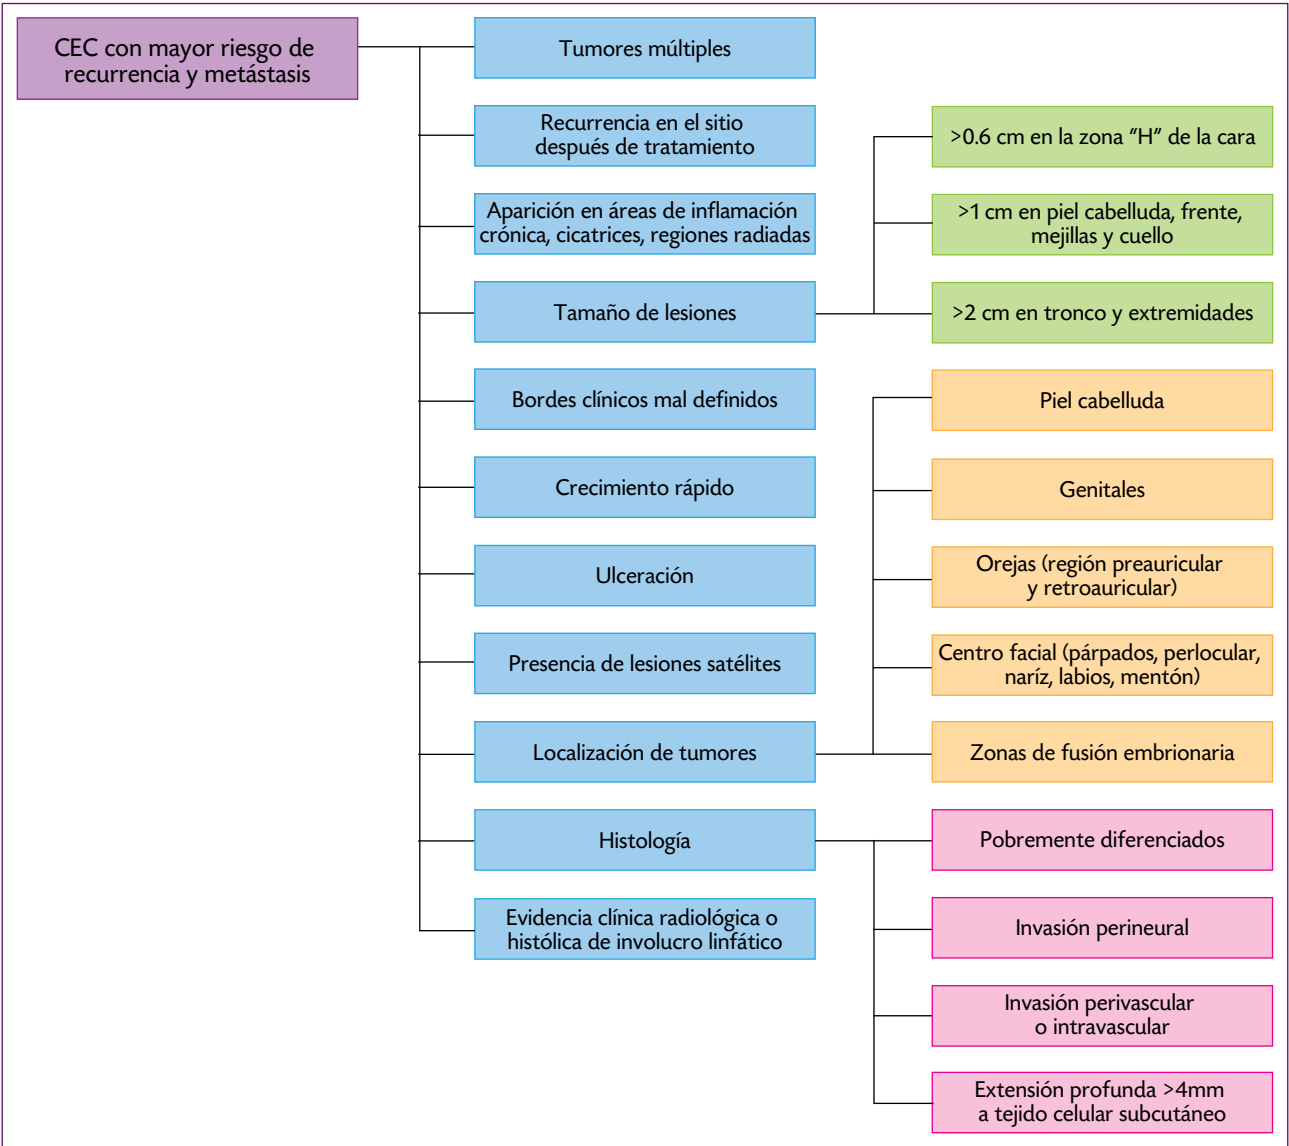 CEC con mayor riesgo de
recurrencia y metástasis
Tumores múltiples
Recurrencia en el sitio
después de tratamiento
Aparición en áreas de inflamación
crónica, cicatrices, regiones radiadas
Tamaño de lesiones
Bordes clínicos mal definidos
Crecimiento rápido
Ulceración
Presencia de lesiones satélites
Localización de tumores
Histología
Evidencia clínica radiológica o
histólica de involucro linfático
>0.6 cm en la zona “H” de la cara
>1 cm en piel cabelluda, frente,
mejillas y cuello
>2 cm en tronco y extremidades
Piel cabelluda
Genitales
Orejas (región preauricular
y retroauricular)
Centro facial (párpados, perlocular,
naríz, labios, mentón)
Zonas de fusión embrionaria
Pobremente diferenciados
Invasión perineural
Invasión perivascular
o intravascular
Extensión profunda >4mm
a tejido celular subcutáneo